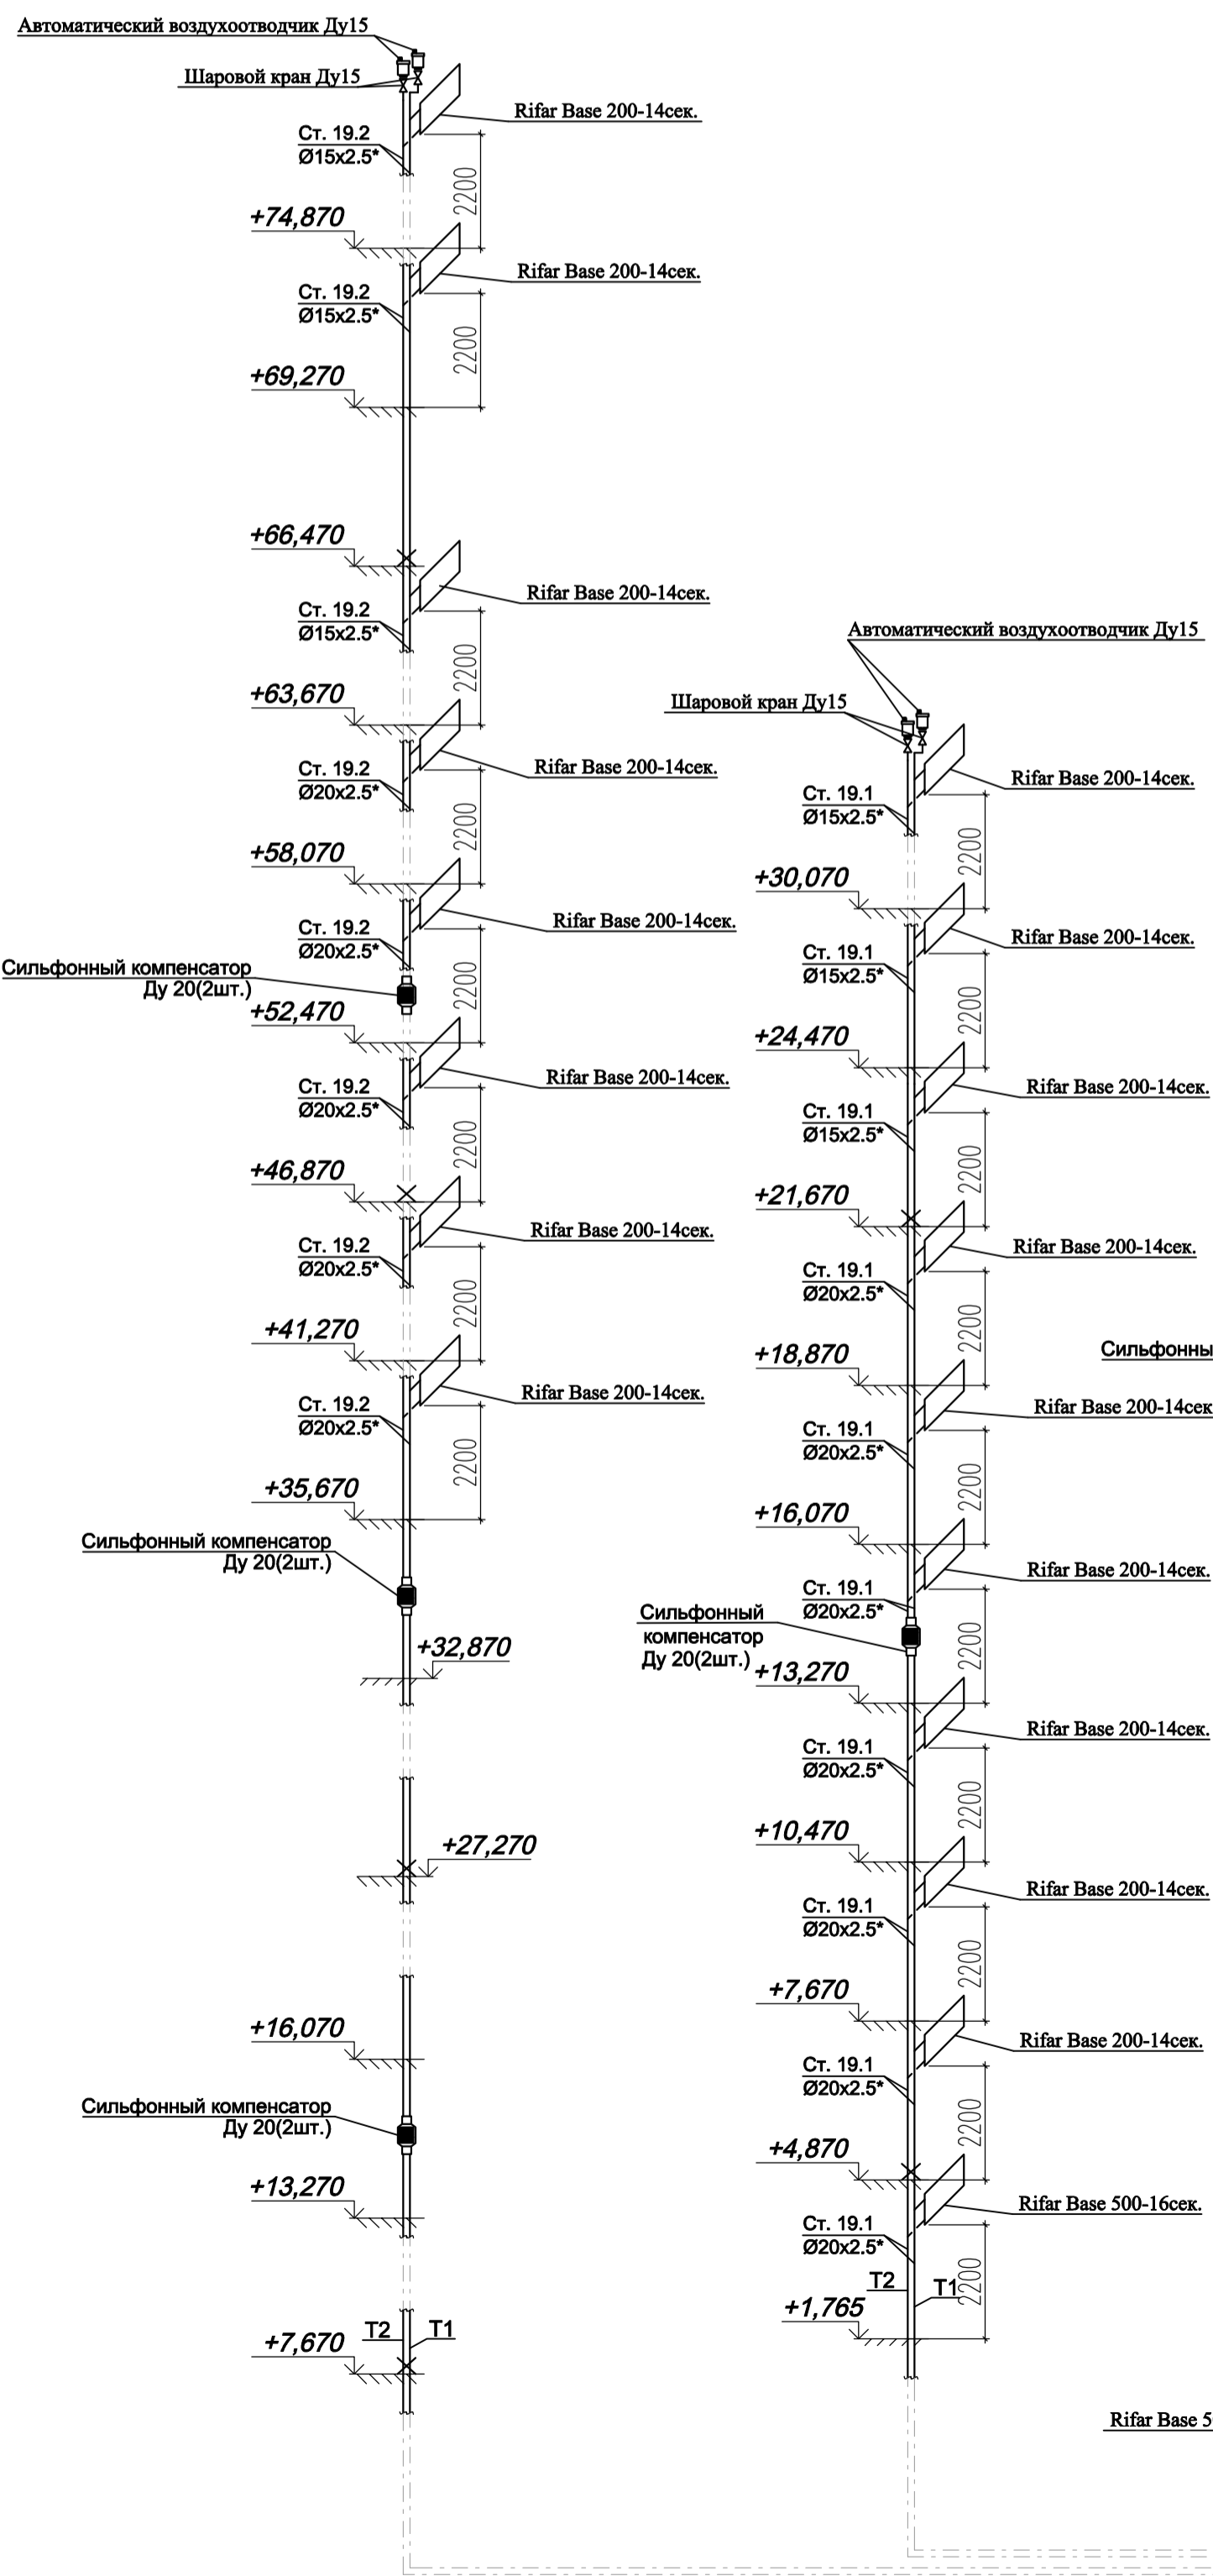 Автоматический воздухоотводчик Ду15
Шаровой кран Ду15
Rifar Base 200-14сек.
Ст. 19.2
Ø15x2.5*
2200
+74,870
Rifar Base 200-14сек.
Ст. 19.2
Ø15x2.5*
2200
+69,270
+66,470
Rifar Base 200-14сек.
Ст. 19.2
Ø15x2.5*
2200
+63,670
Rifar Base 200-14сек.
Ст. 19.2
Ø20x2.5*
2200
+58,070
Rifar Base 200-14сек.
Ст. 19.2
Ø20x2.5*
Сильфонный компенсатор
Ду 20(2шт.)
2200
+52,470
Rifar Base 200-14сек.
Ст. 19.2
Ø20x2.5*
2200
+46,870
Rifar Base 200-14сек.
Ст. 19.2
Ø20x2.5*
2200
+41,270
Rifar Base 200-14сек.
Ст. 19.2
Ø20x2.5*
2200
+35,670
Сильфонный компенсатор
Ду 20(2шт.)
+32,870
+27,270
+16,070
Сильфонный компенсатор
Ду 20(2шт.)
+13,270
T2
T1
+7,670
Автоматический воздухоотводчик Ду15
Шаровой кран Ду15
Rifar Base 200-14сек.
Ст. 19.1
Ø15x2.5*
2200
+30,070
Rifar Base 200-14сек.
Ст. 19.1
Ø15x2.5*
2200
+24,470
Rifar Base 200-14сек.
Ст. 19.1
Ø15x2.5*
2200
+21,670
Rifar Base 200-14сек.
Ст. 19.1
Ø20x2.5*
2200
+18,870
Сильфонны
Rifar Base 200-14сек
Ст. 19.1
Ø20x2.5*
2200
+16,070
Rifar Base 200-14сек.
Ст. 19.1
Ø20x2.5*
Сильфонный
компенсатор
Ду 20(2шт.)
2200
+13,270
Rifar Base 200-14сек.
Ст. 19.1
Ø20x2.5*
2200
+10,470
Rifar Base 200-14сек.
Ст. 19.1
Ø20x2.5*
2200
+7,670
Rifar Base 200-14сек.
Ст. 19.1
Ø20x2.5*
2200
+4,870
Rifar Base 500-16сек.
Ст. 19.1
Ø20x2.5*
T2
T1
2200
+1,765
Rifar Base 5